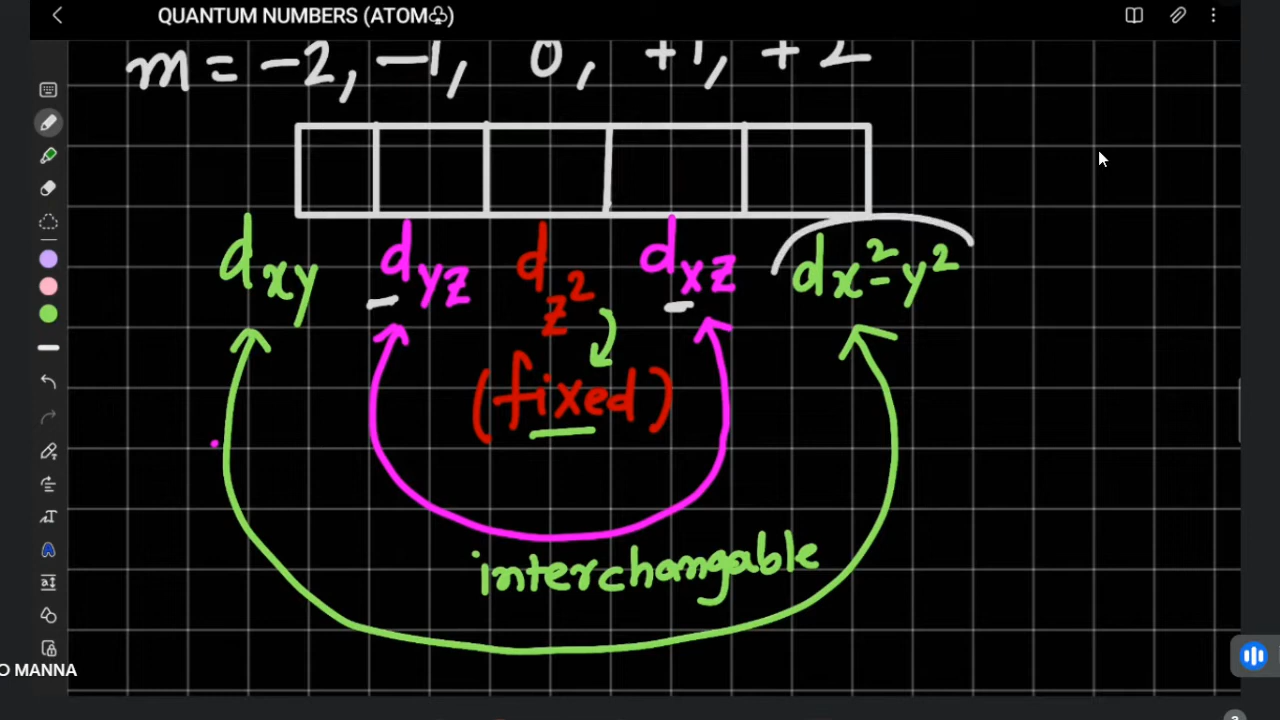 QUANTUM NUMBERS (ATOM♧)
m = -2, -1, 0, +1, +2
dxy dyz dz² dxz dx²-y²
(fixed)
interchangable
O MANNA